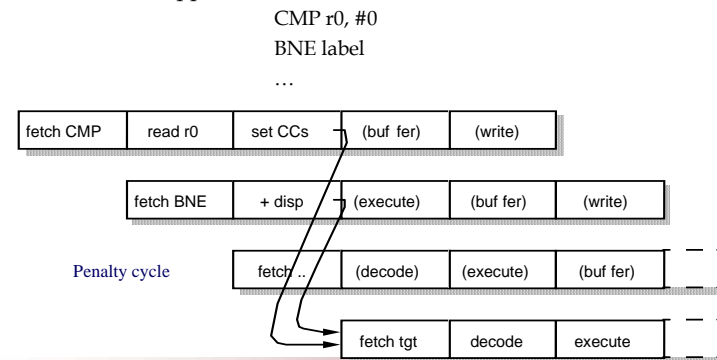 CMP r0, #0
BNE label
…
fetch CMP read r0 set CCs (buf fer) (write)
fetch BNE + disp (execute) (buf fer) (write)
Penalty cycle fetch .. (decode) (execute) (buf fer)
fetch tgt decode execute